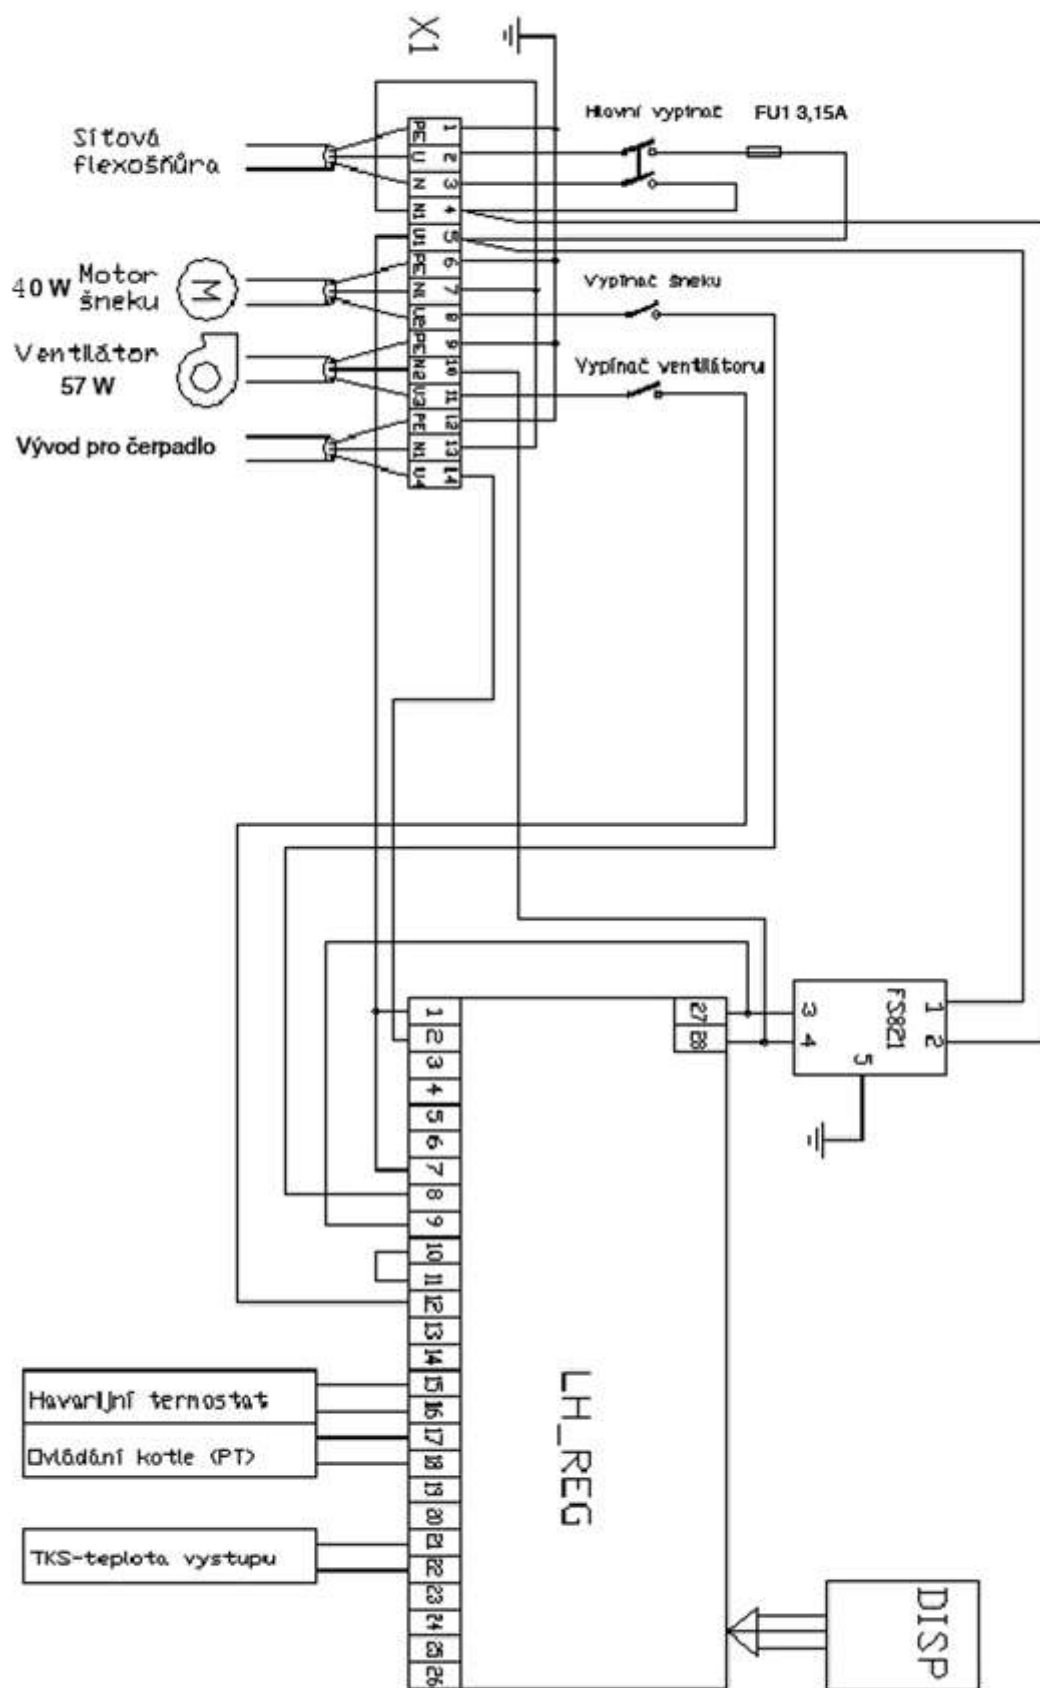 X1
Hlavní vypínač
FU1 3,15A
Síťová
flexošňůra
PE 1
U 2
N 3
N1 4
U1 5
PE 6
N1 7
U2 8
PE 9
N2 10
U3 11
PE 12
N1 13
U4 14
40 W Motor
šneku
M
Vypínač šneku
Ventilátor
57 W
Vypínač ventilátoru
Vývod pro čerpadlo
FS821
1
2
3
4
5
27
28
1
2
3
4
5
6
7
8
9
10
11
12
13
14
15
16
17
18
19
20
21
22
23
24
25
26
LH_REG
Havarijní termostat
Ovládání kotle (PT)
TKS-teplota vystupu
DISP